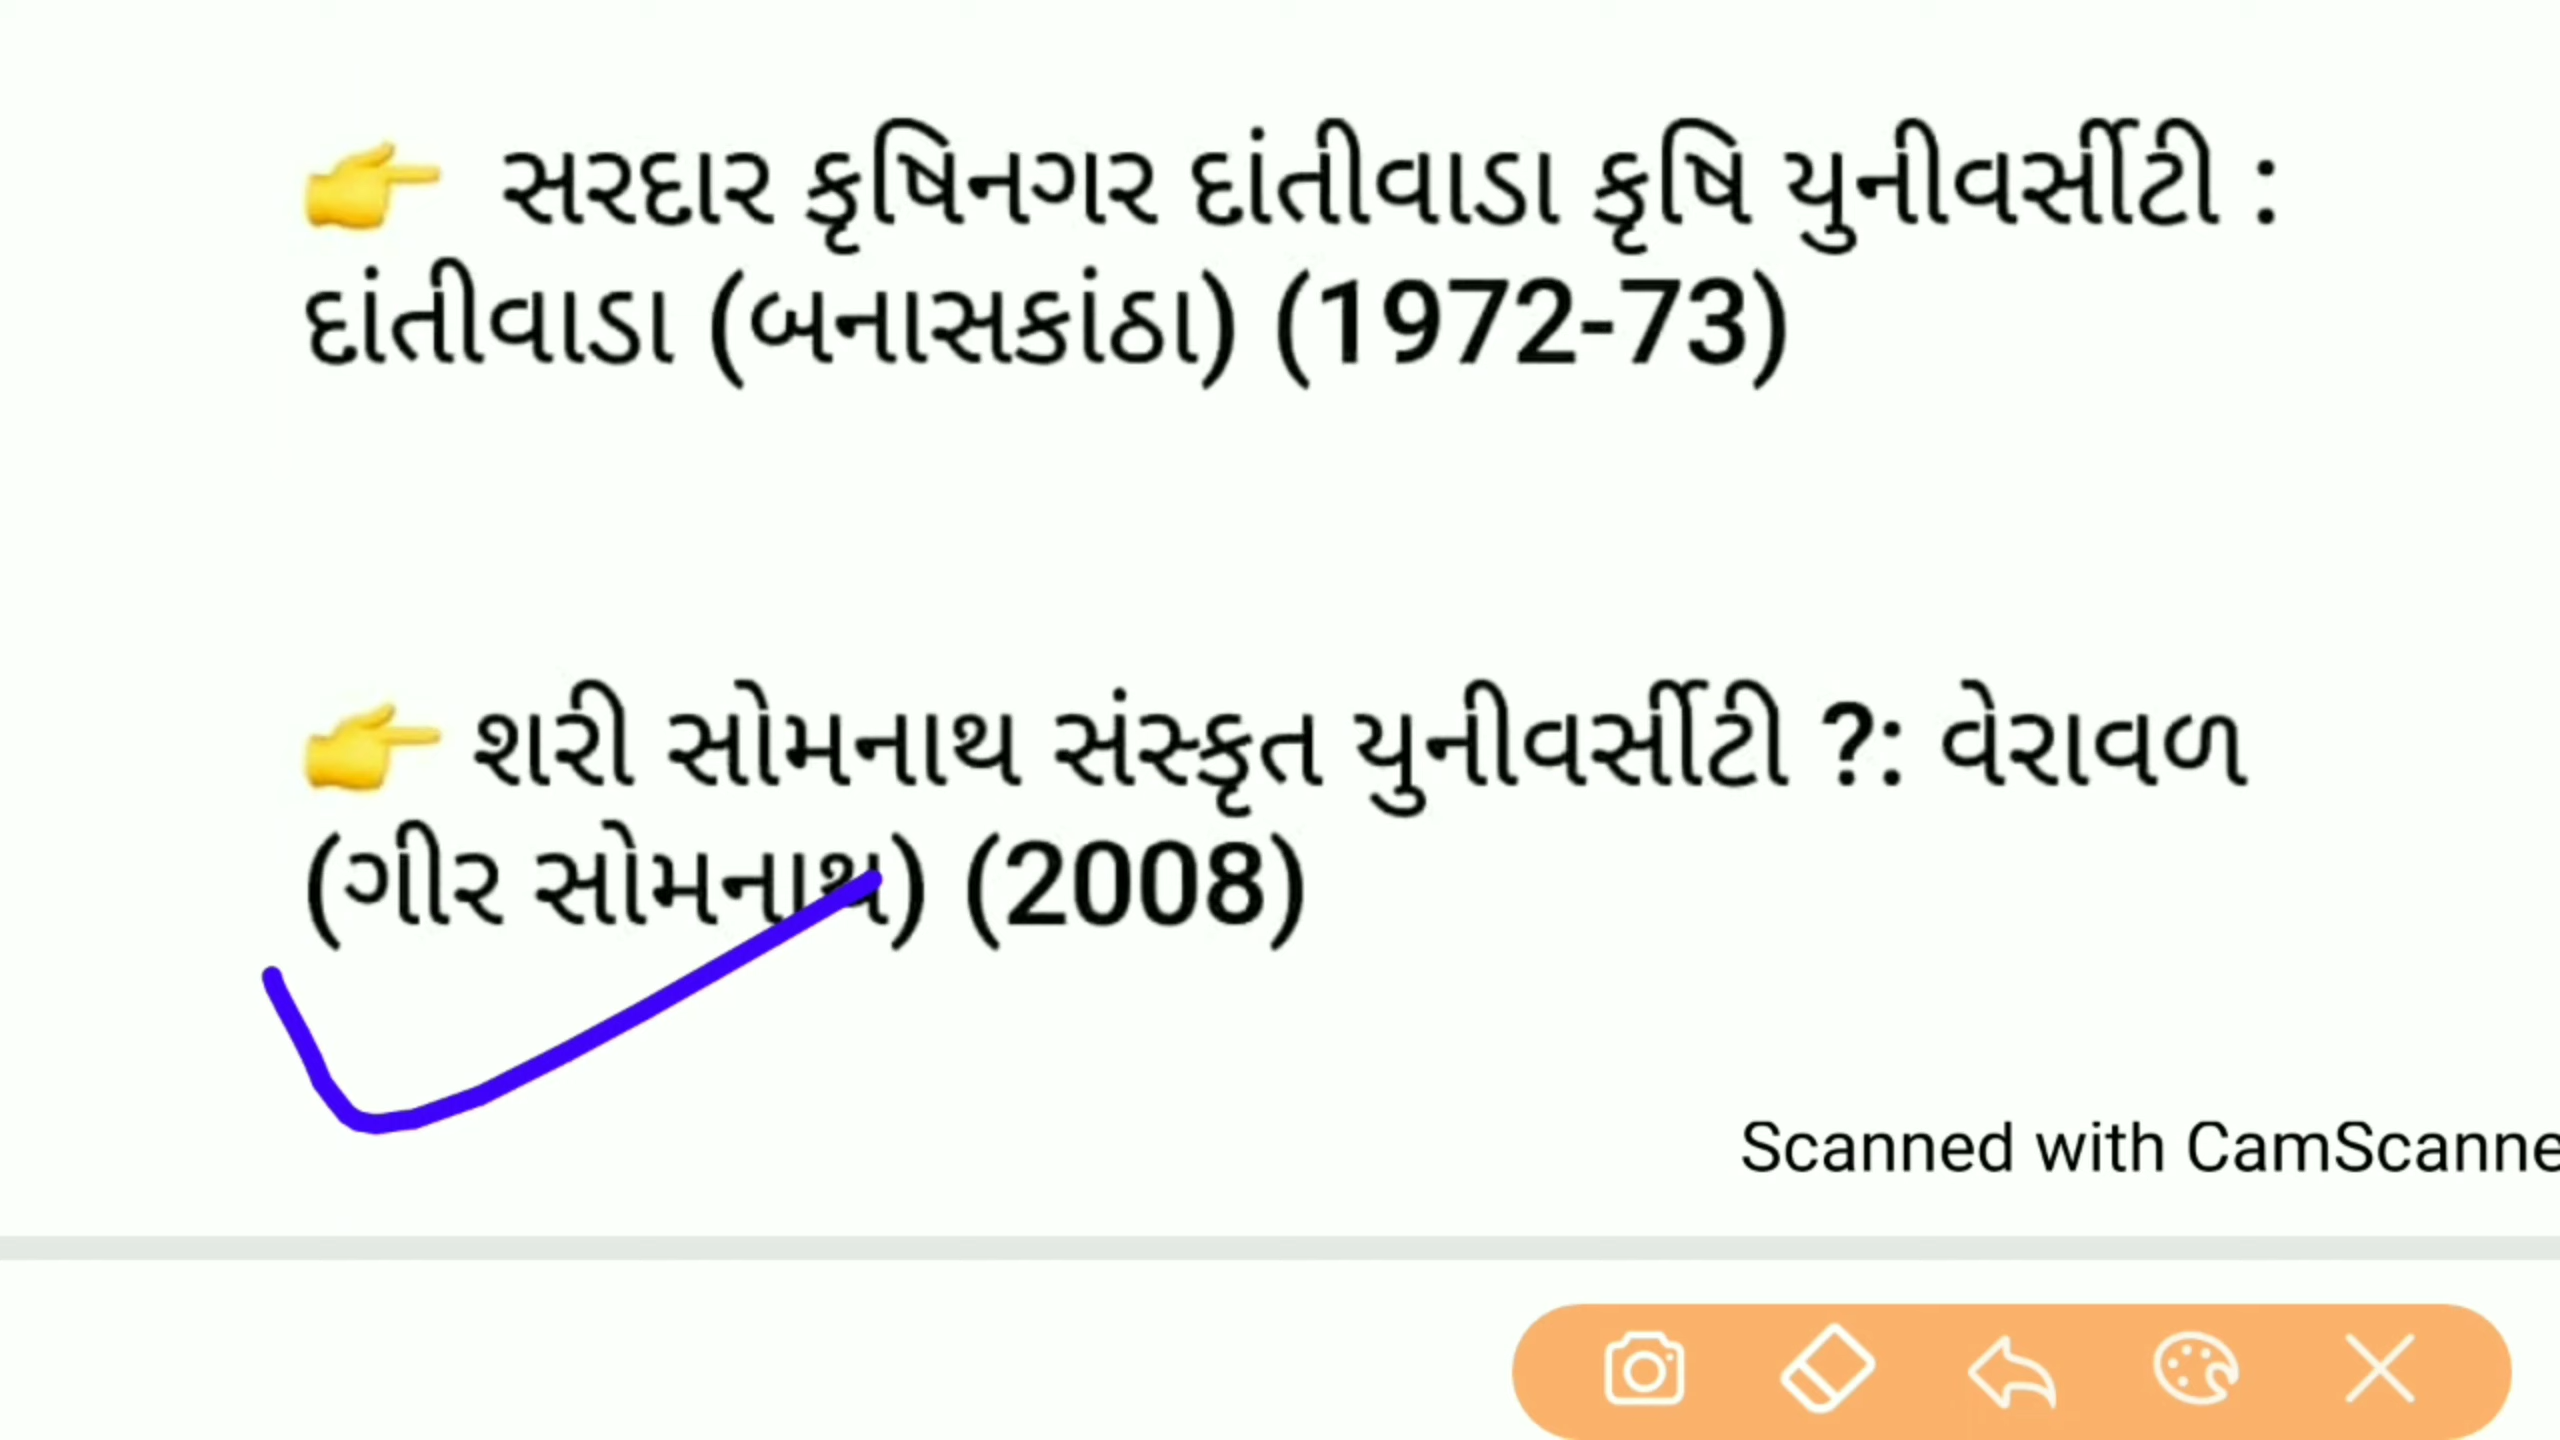 👉 સરદાર કૃષિનગર દાંતીવાડા કૃષિ યુનીવર્સીટી :
દાંતીવાડા (બનાસકાંઠા) (1972-73)
👉 શરી સોમનાથ સંસ્કૃત યુનીવર્સીટી ?: વેરાવળ
(ગીર સોમનાથ) (2008)
Scanned with CamScanne